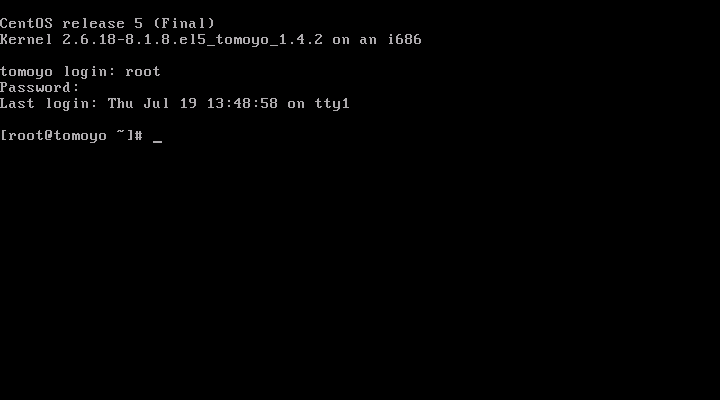 CentOS release 5 (Final)
Kernel 2.6.18-8.1.8.el5_tomoyo_1.4.2 on an i686
tomoyo login: root
Password:
Last login: Thu Jul 19 13:48:58 on tty1
[root@tomoyo ~]# _